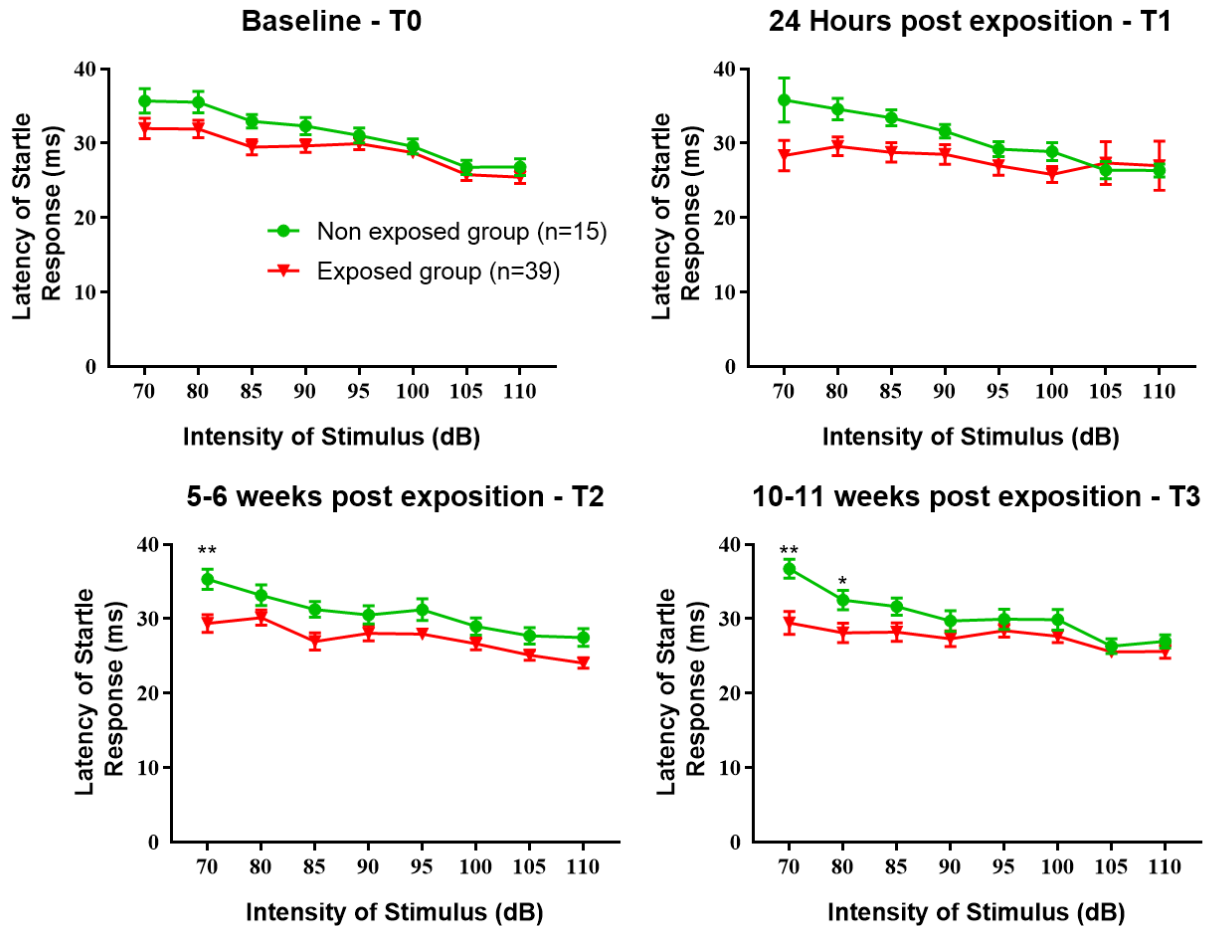 Baseline - T0
40
30
20
10
0
Latency of Startle
Response (ms)
Non exposed group (n=15)
Exposed group (n=39)
70 80 85 90 95 100 105 110
Intensity of Stimulus (dB)
24 Hours post exposition - T1
40
30
20
10
0
Latency of Startle
Response (ms)
70 80 85 90 95 100 105 110
Intensity of Stimulus (dB)
5-6 weeks post exposition - T2
40
30
20
10
0
Latency of Startle
Response (ms)
**
70 80 85 90 95 100 105 110
Intensity of Stimulus (dB)
10-11 weeks post exposition - T3
40
30
20
10
0
Latency of Startle
Response (ms)
**
*
70 80 85 90 95 100 105 110
Intensity of Stimulus (dB)